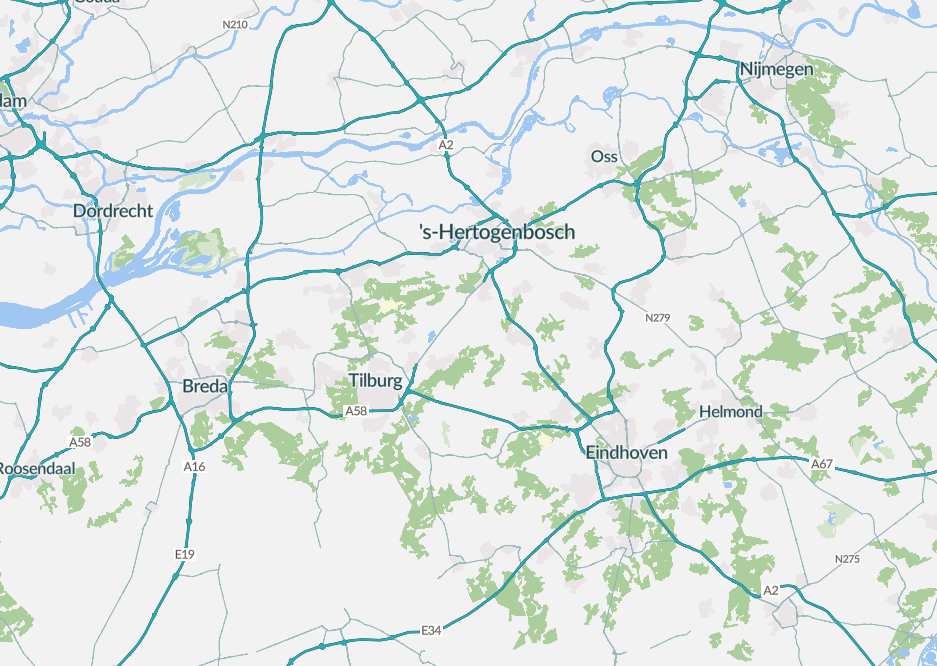 Gouda
N210
Nijmegen
dam
A2
Oss
Dordrecht
's-Hertogenbosch
N279
Breda
Tilburg
A58
Helmond
A58
Eindhoven
Roosendaal
A16
A67
E19
N275
A2
E34